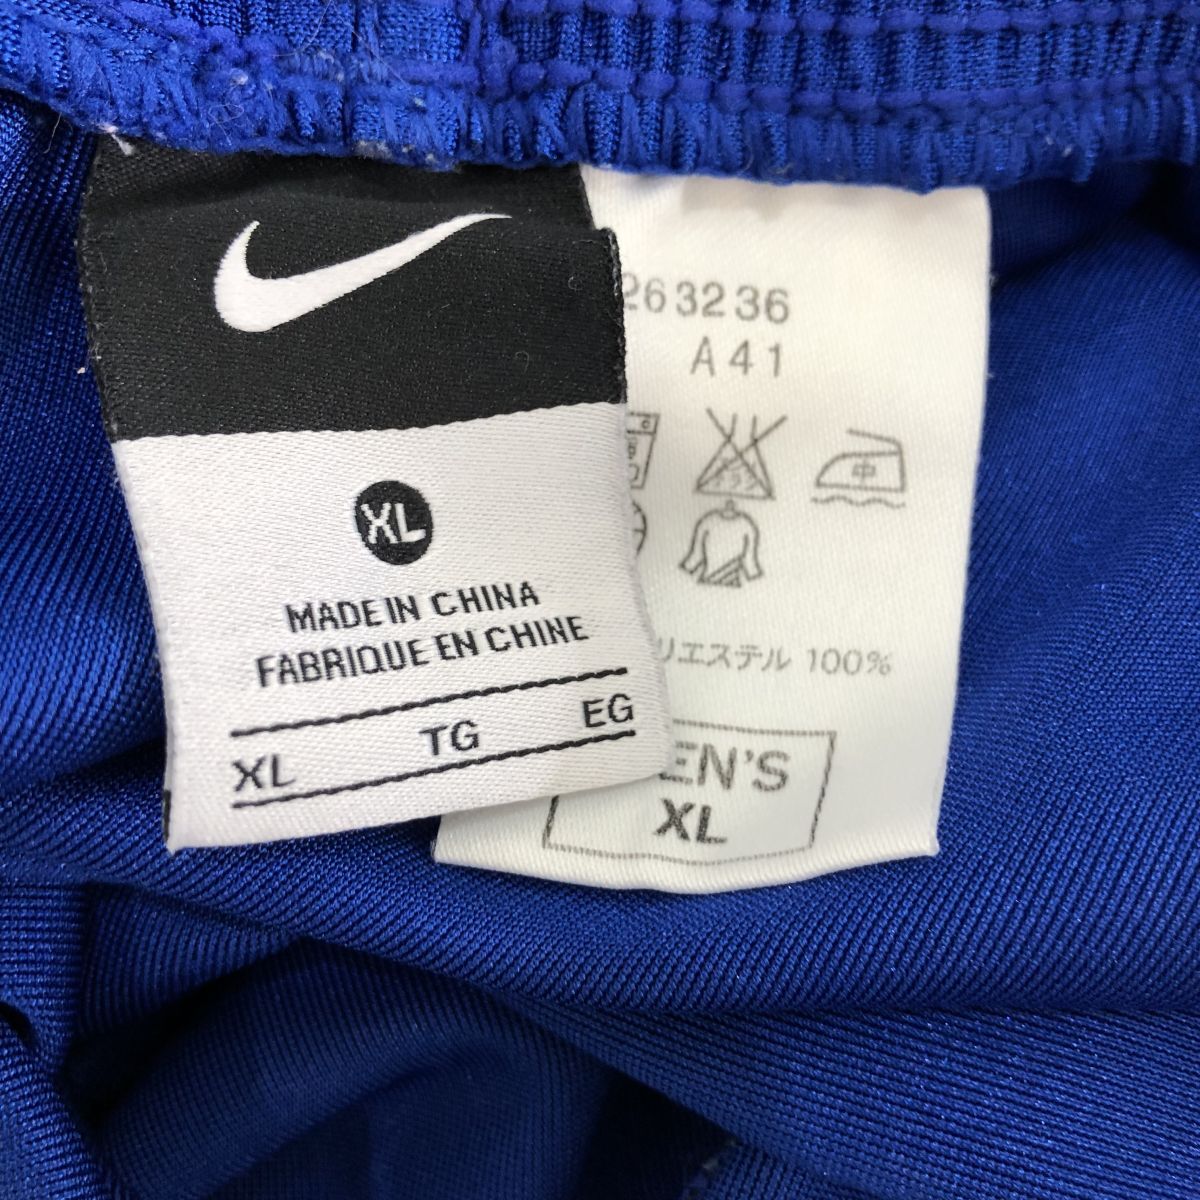 XL
MADE IN CHINA
FABRIQUE EN CHINE
XL TG EG
263236
A41
中
リエステル 100%
EN'S
XL